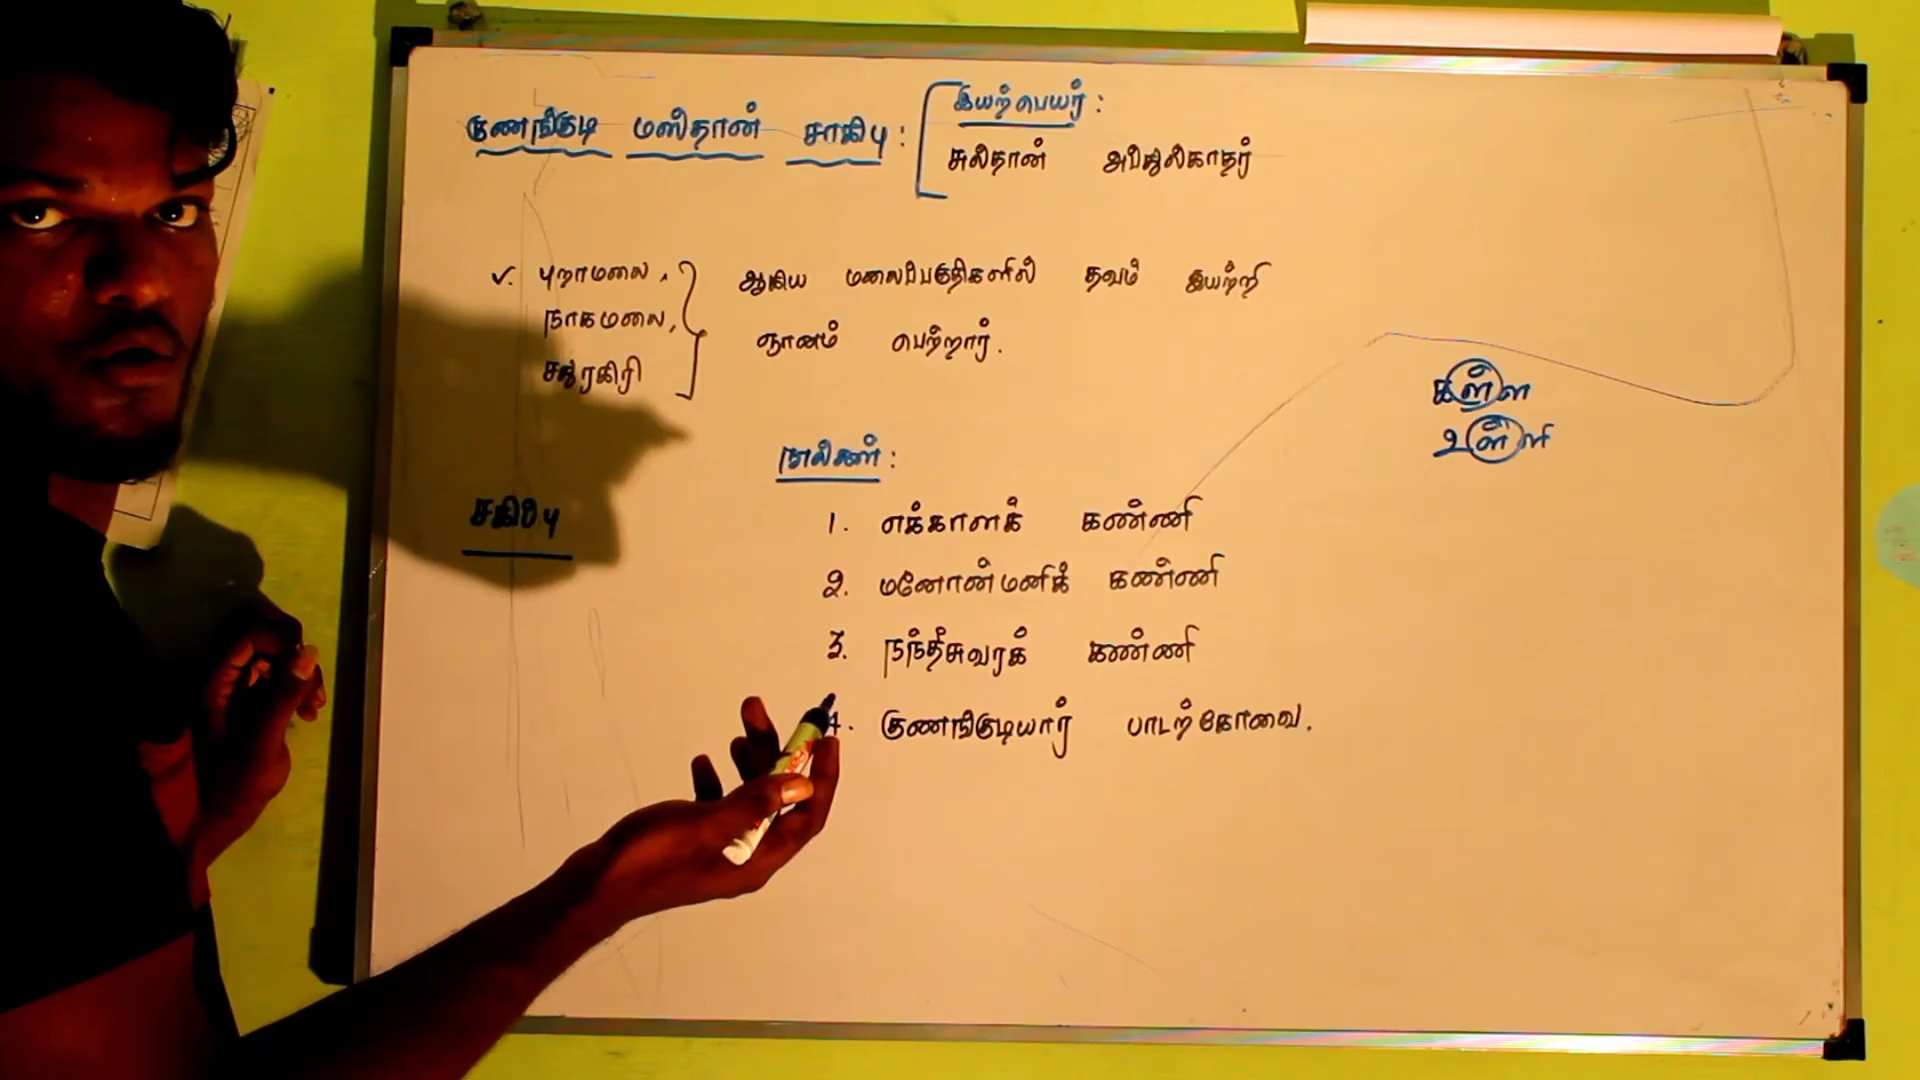 குணங்குடி மஸ்தான் சாகிபு :
இயற்பெயர் :
சுல்தான் அப்துல்காதர்
✓. புறாமலை, ஆகிய மலைப்பகுதிகளில் தவம் இயற்றி
நாகமலை, ஞானம் பெற்றார்.
சதுரகிரி
கள்ள
உள்ளி
நூல்கள் :
1. எக்காளக் கண்ணி
2. மனோன்மணிக் கண்ணி
3. நந்தீசுவரக் கண்ணி
4. குணங்குடியார் பாடற்கோவை.